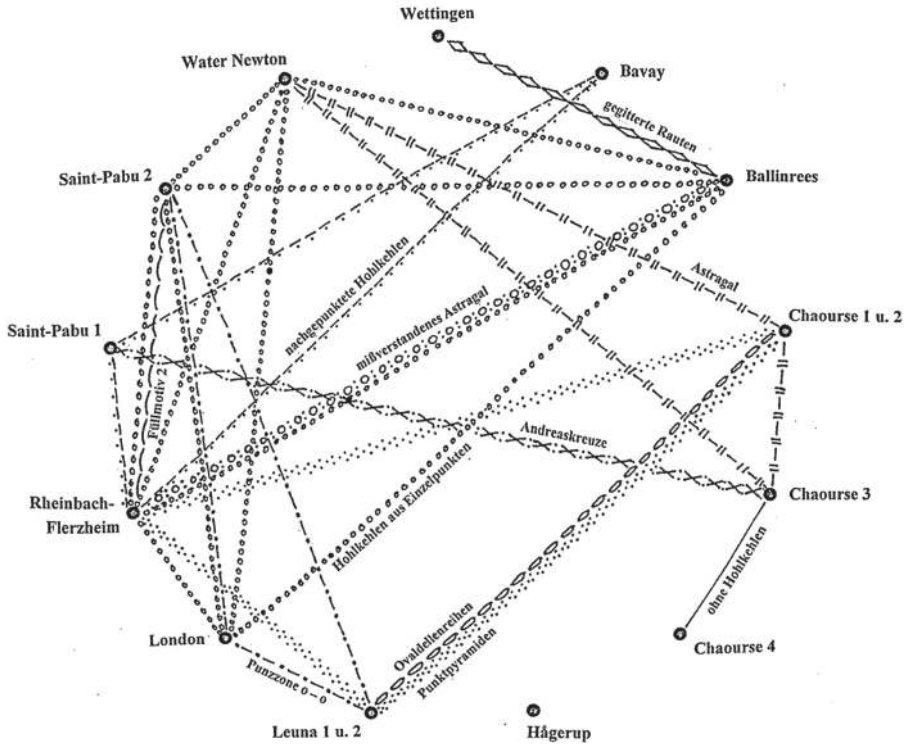 Wettingen
Water Newton
Bavay
gegitterte Rauten
Saint-Pabu 2
Ballinrees
nachgepunktete Hohlkehlen
Astragal
mißverstandenes Astragal
Saint-Pabu 1
Chaourse 1 u. 2
Füllmotiv 2
Andreaskreuze
Rheinbach-
Flerzheim
Hohlkehlen aus Einzelpunkten
Chaourse 3
ohne Hohlkehlen
London
Ovaldellenreihen
Punktpyramiden
Chaourse 4
Punzzone o–o
Leuna 1 u. 2
Hågerup